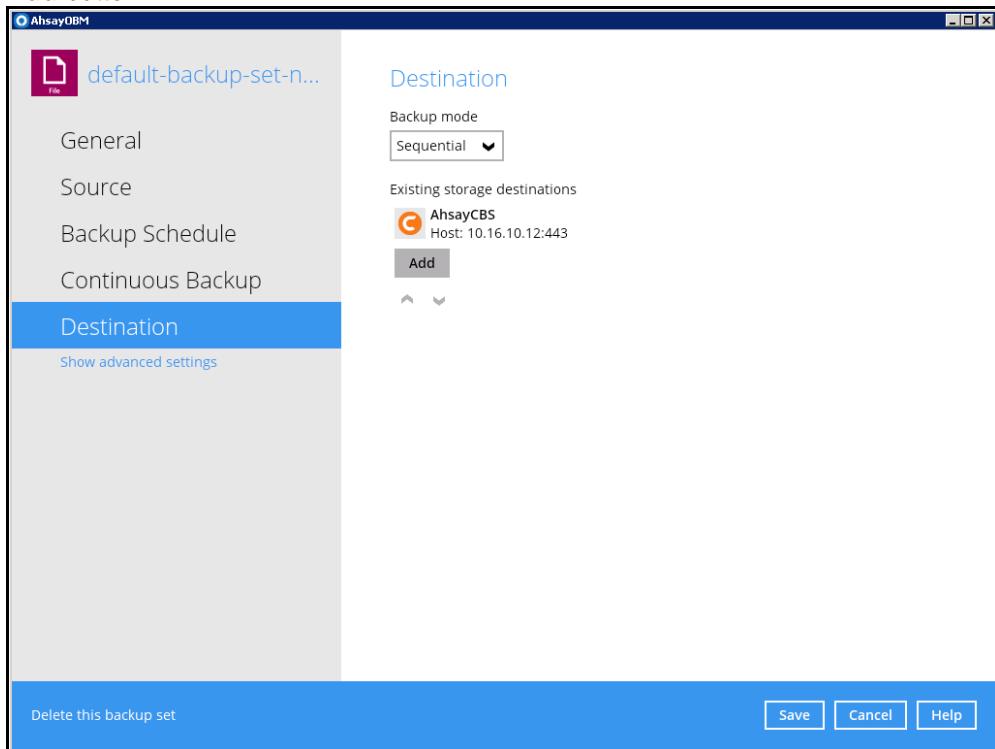 AhsayOBM
File
default-backup-set-n...
General
Source
Backup Schedule
Continuous Backup
Destination
Show advanced settings
Destination
Backup mode
Sequential
Existing storage destinations
AhsayCBS
Host: 10.16.10.12:443
Add
Delete this backup set
Save
Cancel
Help